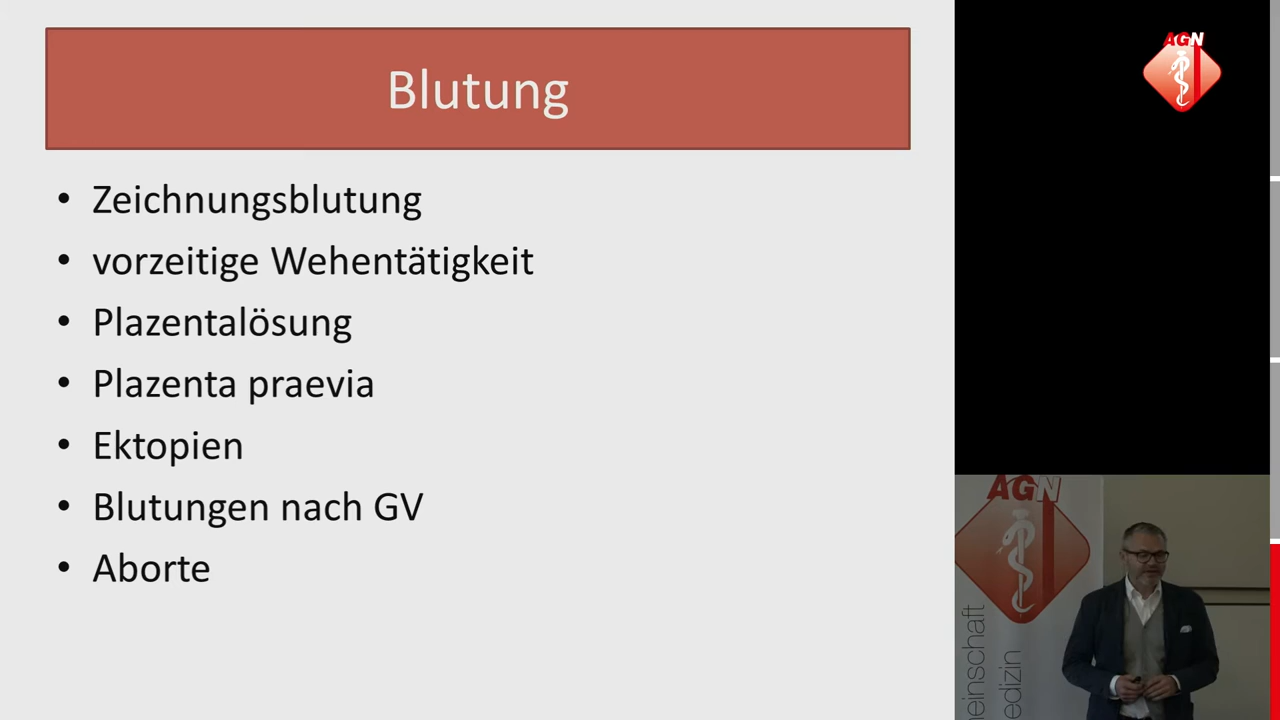 Blutung
• Zeichnungsblutung
• vorzeitige Wehentätigkeit
• Plazentalösung
• Plazenta praevia
• Ektopien
• Blutungen nach GV
• Aborte
AGN
AGN
einschaft
edizin